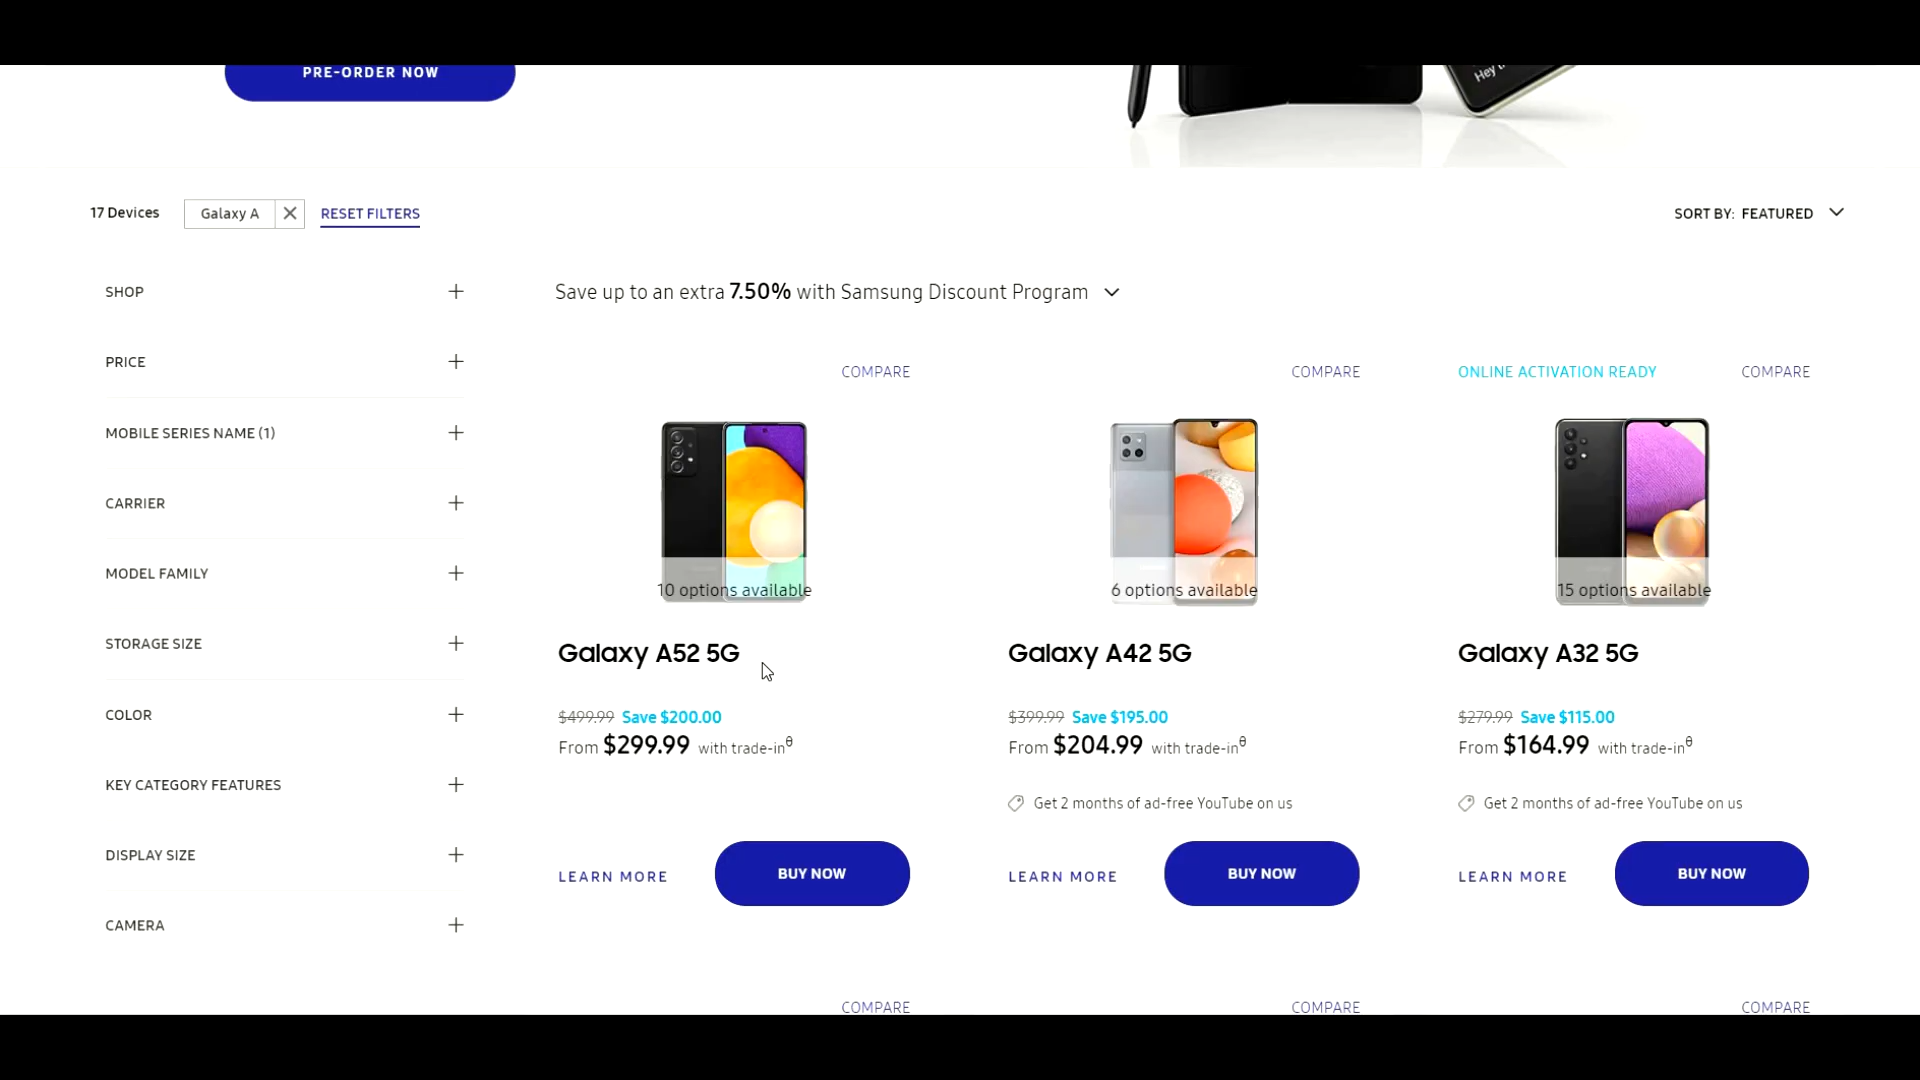 PRE-ORDER NOW
Hey
17 Devices
Galaxy A
RESET FILTERS
SORT BY: FEATURED
SHOP
PRICE
MOBILE SERIES NAME (1)
CARRIER
MODEL FAMILY
STORAGE SIZE
COLOR
KEY CATEGORY FEATURES
DISPLAY SIZE
CAMERA
Save up to an extra 7.50% with Samsung Discount Program
COMPARE
10 options available
Galaxy A52 5G
$499.99 Save $200.00
From $299.99 with trade-inθ
LEARN MORE
BUY NOW
COMPARE
6 options available
Galaxy A42 5G
$399.99 Save $195.00
From $204.99 with trade-inθ
Get 2 months of ad-free YouTube on us
LEARN MORE
BUY NOW
ONLINE ACTIVATION READY
COMPARE
15 options available
Galaxy A32 5G
$279.99 Save $115.00
From $164.99 with trade-inθ
Get 2 months of ad-free YouTube on us
LEARN MORE
BUY NOW
COMPARE
COMPARE
COMPARE